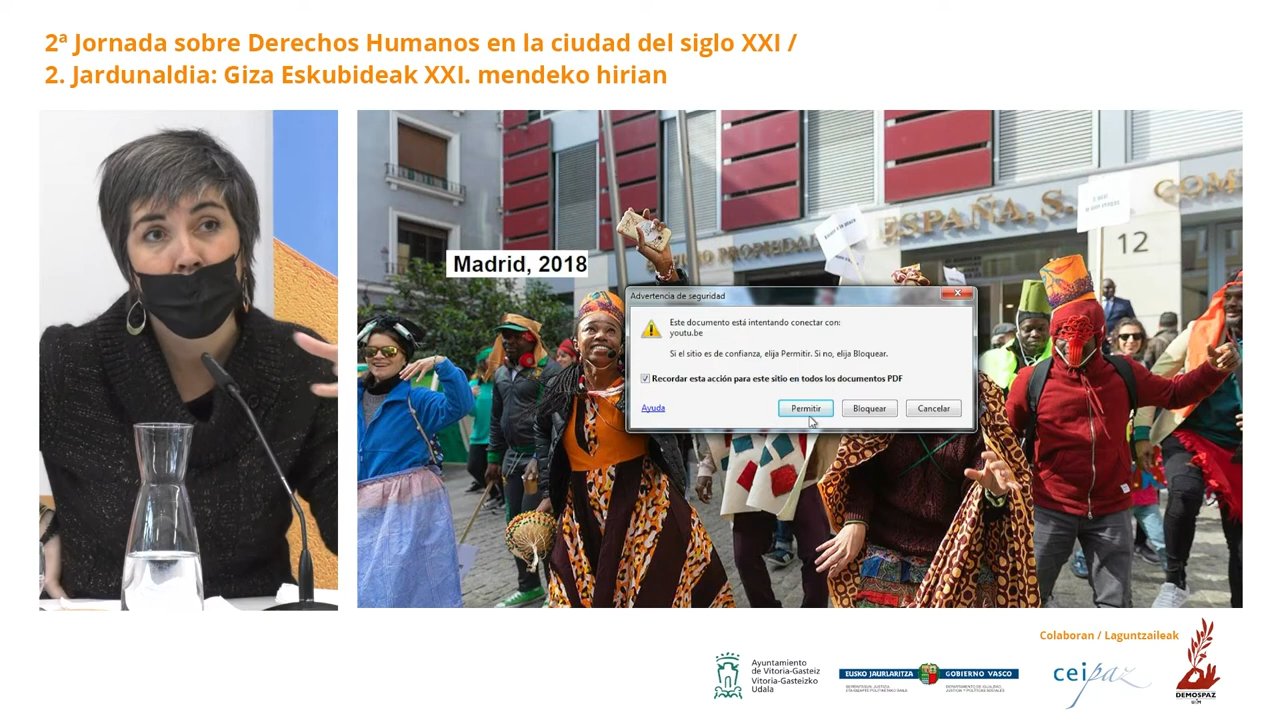 2ª Jornada sobre Derechos Humanos en la ciudad del siglo XXI /
2. Jardunaldia: Giza Eskubideak XXI. mendeko hirian
Madrid, 2018
ESPAÑA, S.
PROPIEDAD
COM
12
Advertencia de seguridad
Este documento está intentando conectar con:
youtu.be
Si el sitio es de confianza, elija Permitir. Si no, elija Bloquear.
Recordar esta acción para este sitio en todos los documentos PDF
Ayuda
Permitir
Bloquear
Cancelar
Colaboran / Laguntzaileak
Ayuntamiento
de Vitoria-Gasteiz
Vitoria-Gasteizko
Udala
EUSKO JAURLARITZA
GOBIERNO VASCO
ceipaz
DEMOSPAZ